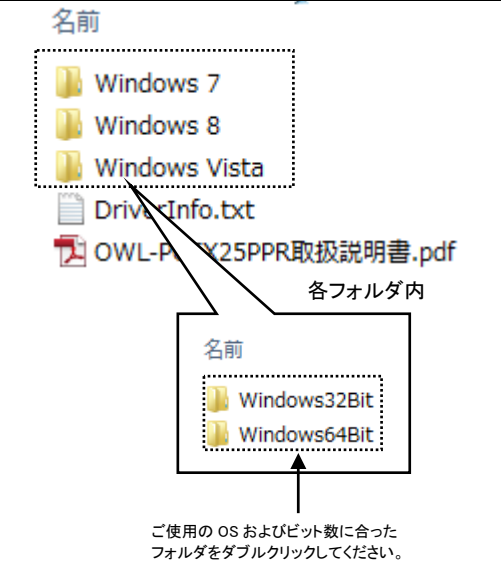 名前
Windows 7
Windows 8
Windows Vista
DriverInfo.txt
OWL-P X25PPR取扱説明書.pdf
各フォルダ内
名前
Windows32Bit
Windows64Bit
ご使用の OS およびビット数に合った
フォルダをダブルクリックしてください。